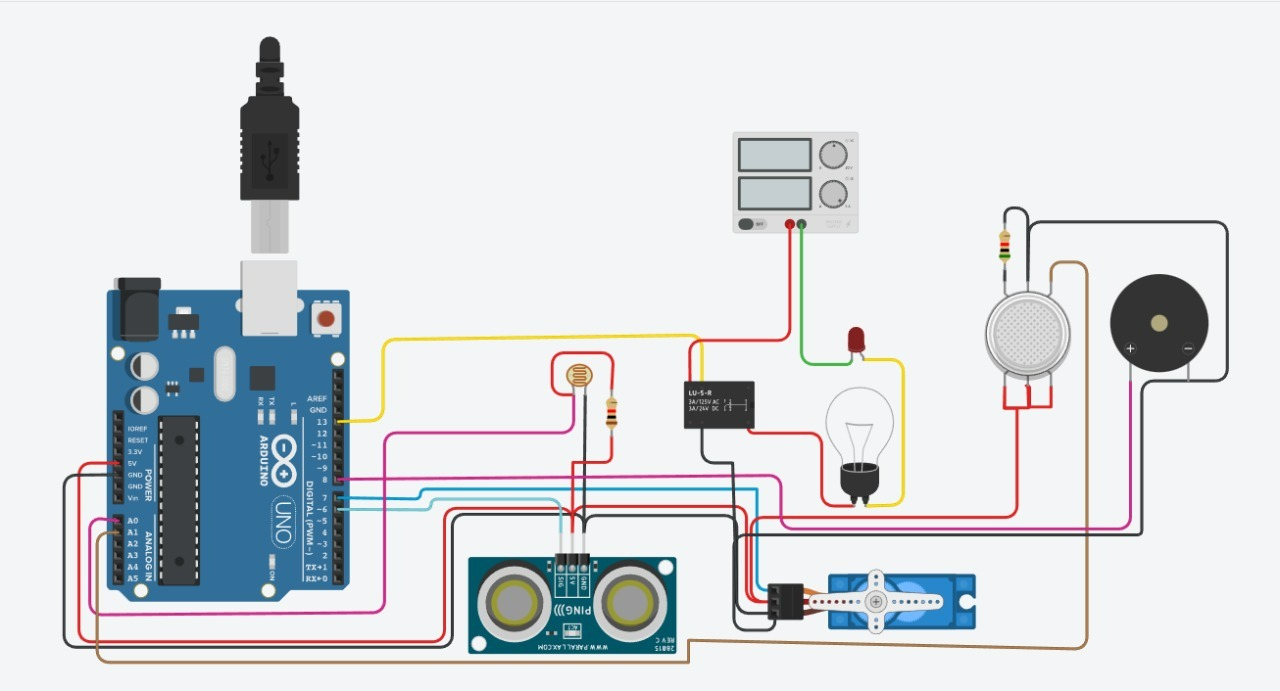 LU-5-R
3A/125V AC
3A/24V DC
RX
TX
L
AREF
GND
13
12
~11
~10
~9
8
7
~6
~5
4
~3
2
TX→1
RX←0
DIGITAL (PWM~)
ARDUINO
UNO
ON
IOREF
RESET
3.3V
5V
GND
GND
Vin
POWER
A0
A1
A2
A3
A4
A5
ANALOG IN
+
−
SIG
5V
GND
PING)))
ACT
WWW.PARALLAX.COM
28015
REV C